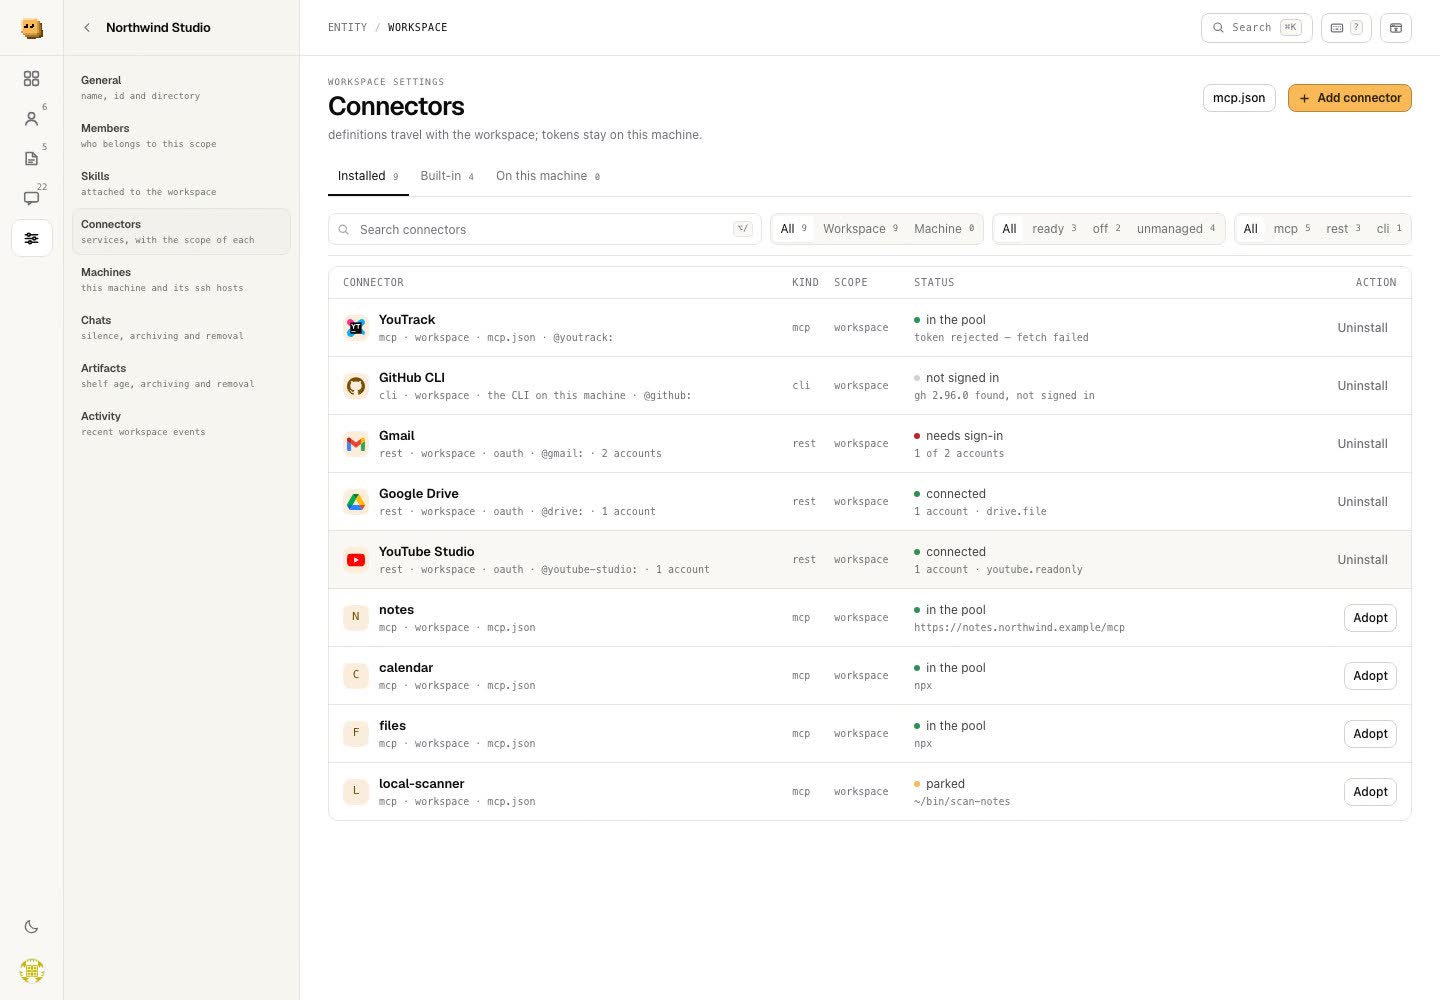 Northwind Studio
ENTITY / WORKSPACE
Search ⌘K
?
6
5
22
General
name, id and directory
Members
who belongs to this scope
Skills
attached to the workspace
Connectors
services, with the scope of each
Machines
this machine and its ssh hosts
Chats
silence, archiving and removal
Artifacts
shelf age, archiving and removal
Activity
recent workspace events
WORKSPACE SETTINGS
Connectors
definitions travel with the workspace; tokens stay on this machine.
mcp.json
+ Add connector
Installed 9 Built-in 4 On this machine 0
Search connectors ⌥/
All 9 Workspace 9 Machine 0
All ready 3 off 2 unmanaged 4
All mcp 5 rest 3 cli 1
CONNECTOR KIND SCOPE STATUS ACTION
YT
YouTrack
mcp · workspace · mcp.json · @youtrack:
mcp workspace
in the pool
token rejected — fetch failed
Uninstall
GitHub CLI
cli · workspace · the CLI on this machine · @github:
cli workspace
not signed in
gh 2.96.0 found, not signed in
Uninstall
Gmail
rest · workspace · oauth · @gmail: · 2 accounts
rest workspace
needs sign-in
1 of 2 accounts
Uninstall
Google Drive
rest · workspace · oauth · @drive: · 1 account
rest workspace
connected
1 account · drive.file
Uninstall
YouTube Studio
rest · workspace · oauth · @youtube-studio: · 1 account
rest workspace
connected
1 account · youtube.readonly
Uninstall
N
notes
mcp · workspace · mcp.json
mcp workspace
in the pool
https://notes.northwind.example/mcp
Adopt
C
calendar
mcp · workspace · mcp.json
mcp workspace
in the pool
npx
Adopt
F
files
mcp · workspace · mcp.json
mcp workspace
in the pool
npx
Adopt
L
local-scanner
mcp · workspace · mcp.json
mcp workspace
parked
~/bin/scan-notes
Adopt